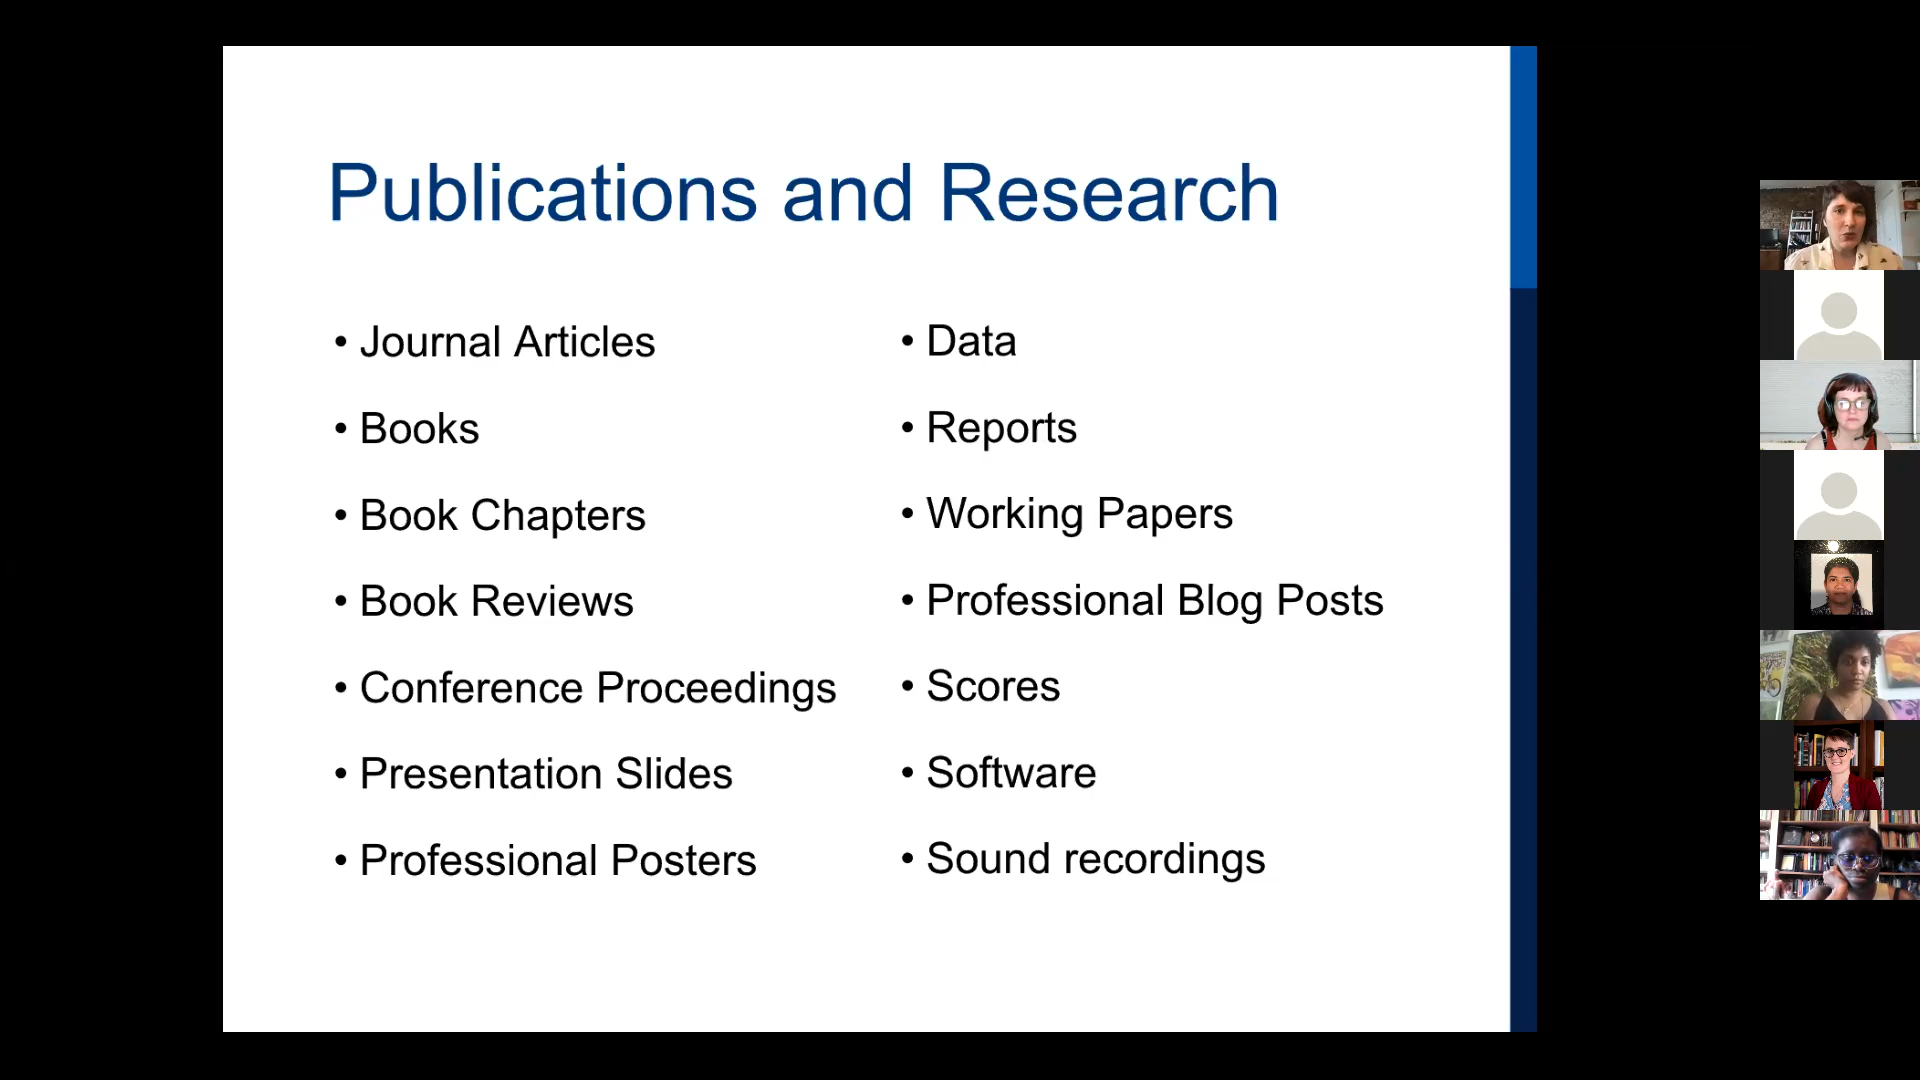 Publications and Research
• Journal Articles
• Books
• Book Chapters
• Book Reviews
• Conference Proceedings
• Presentation Slides
• Professional Posters
• Data
• Reports
• Working Papers
• Professional Blog Posts
• Scores
• Software
• Sound recordings